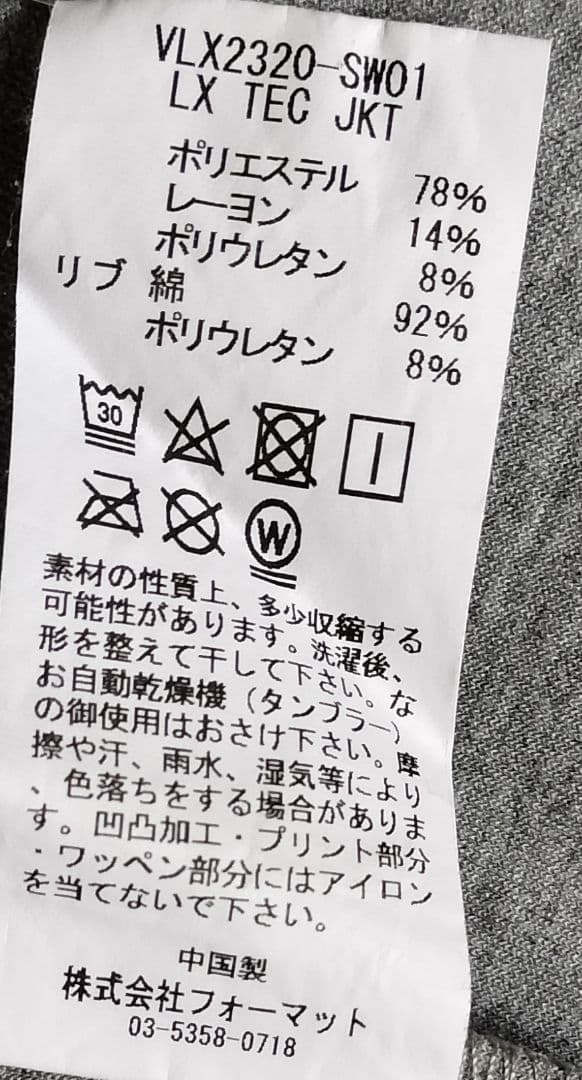 VLX2320-SW01
LX TEC JKT
ポリエステル 78%
レーヨン 14%
ポリウレタン 8%
リブ 綿 92%
ポリウレタン 8%
30
W
素材の性質上、多少収縮する
可能性があります。洗濯後、
形を整えて干して下さい。な
お自動乾燥機（タンブラー）
の御使用はおさけ下さい。摩
擦や汗、雨水、湿気等により
、色落ちをする場合がありま
す。凹凸加工・プリント部分
・ワッペン部分にはアイロン
を当てないで下さい。
中国製
株式会社フォーマット
03-5358-0718